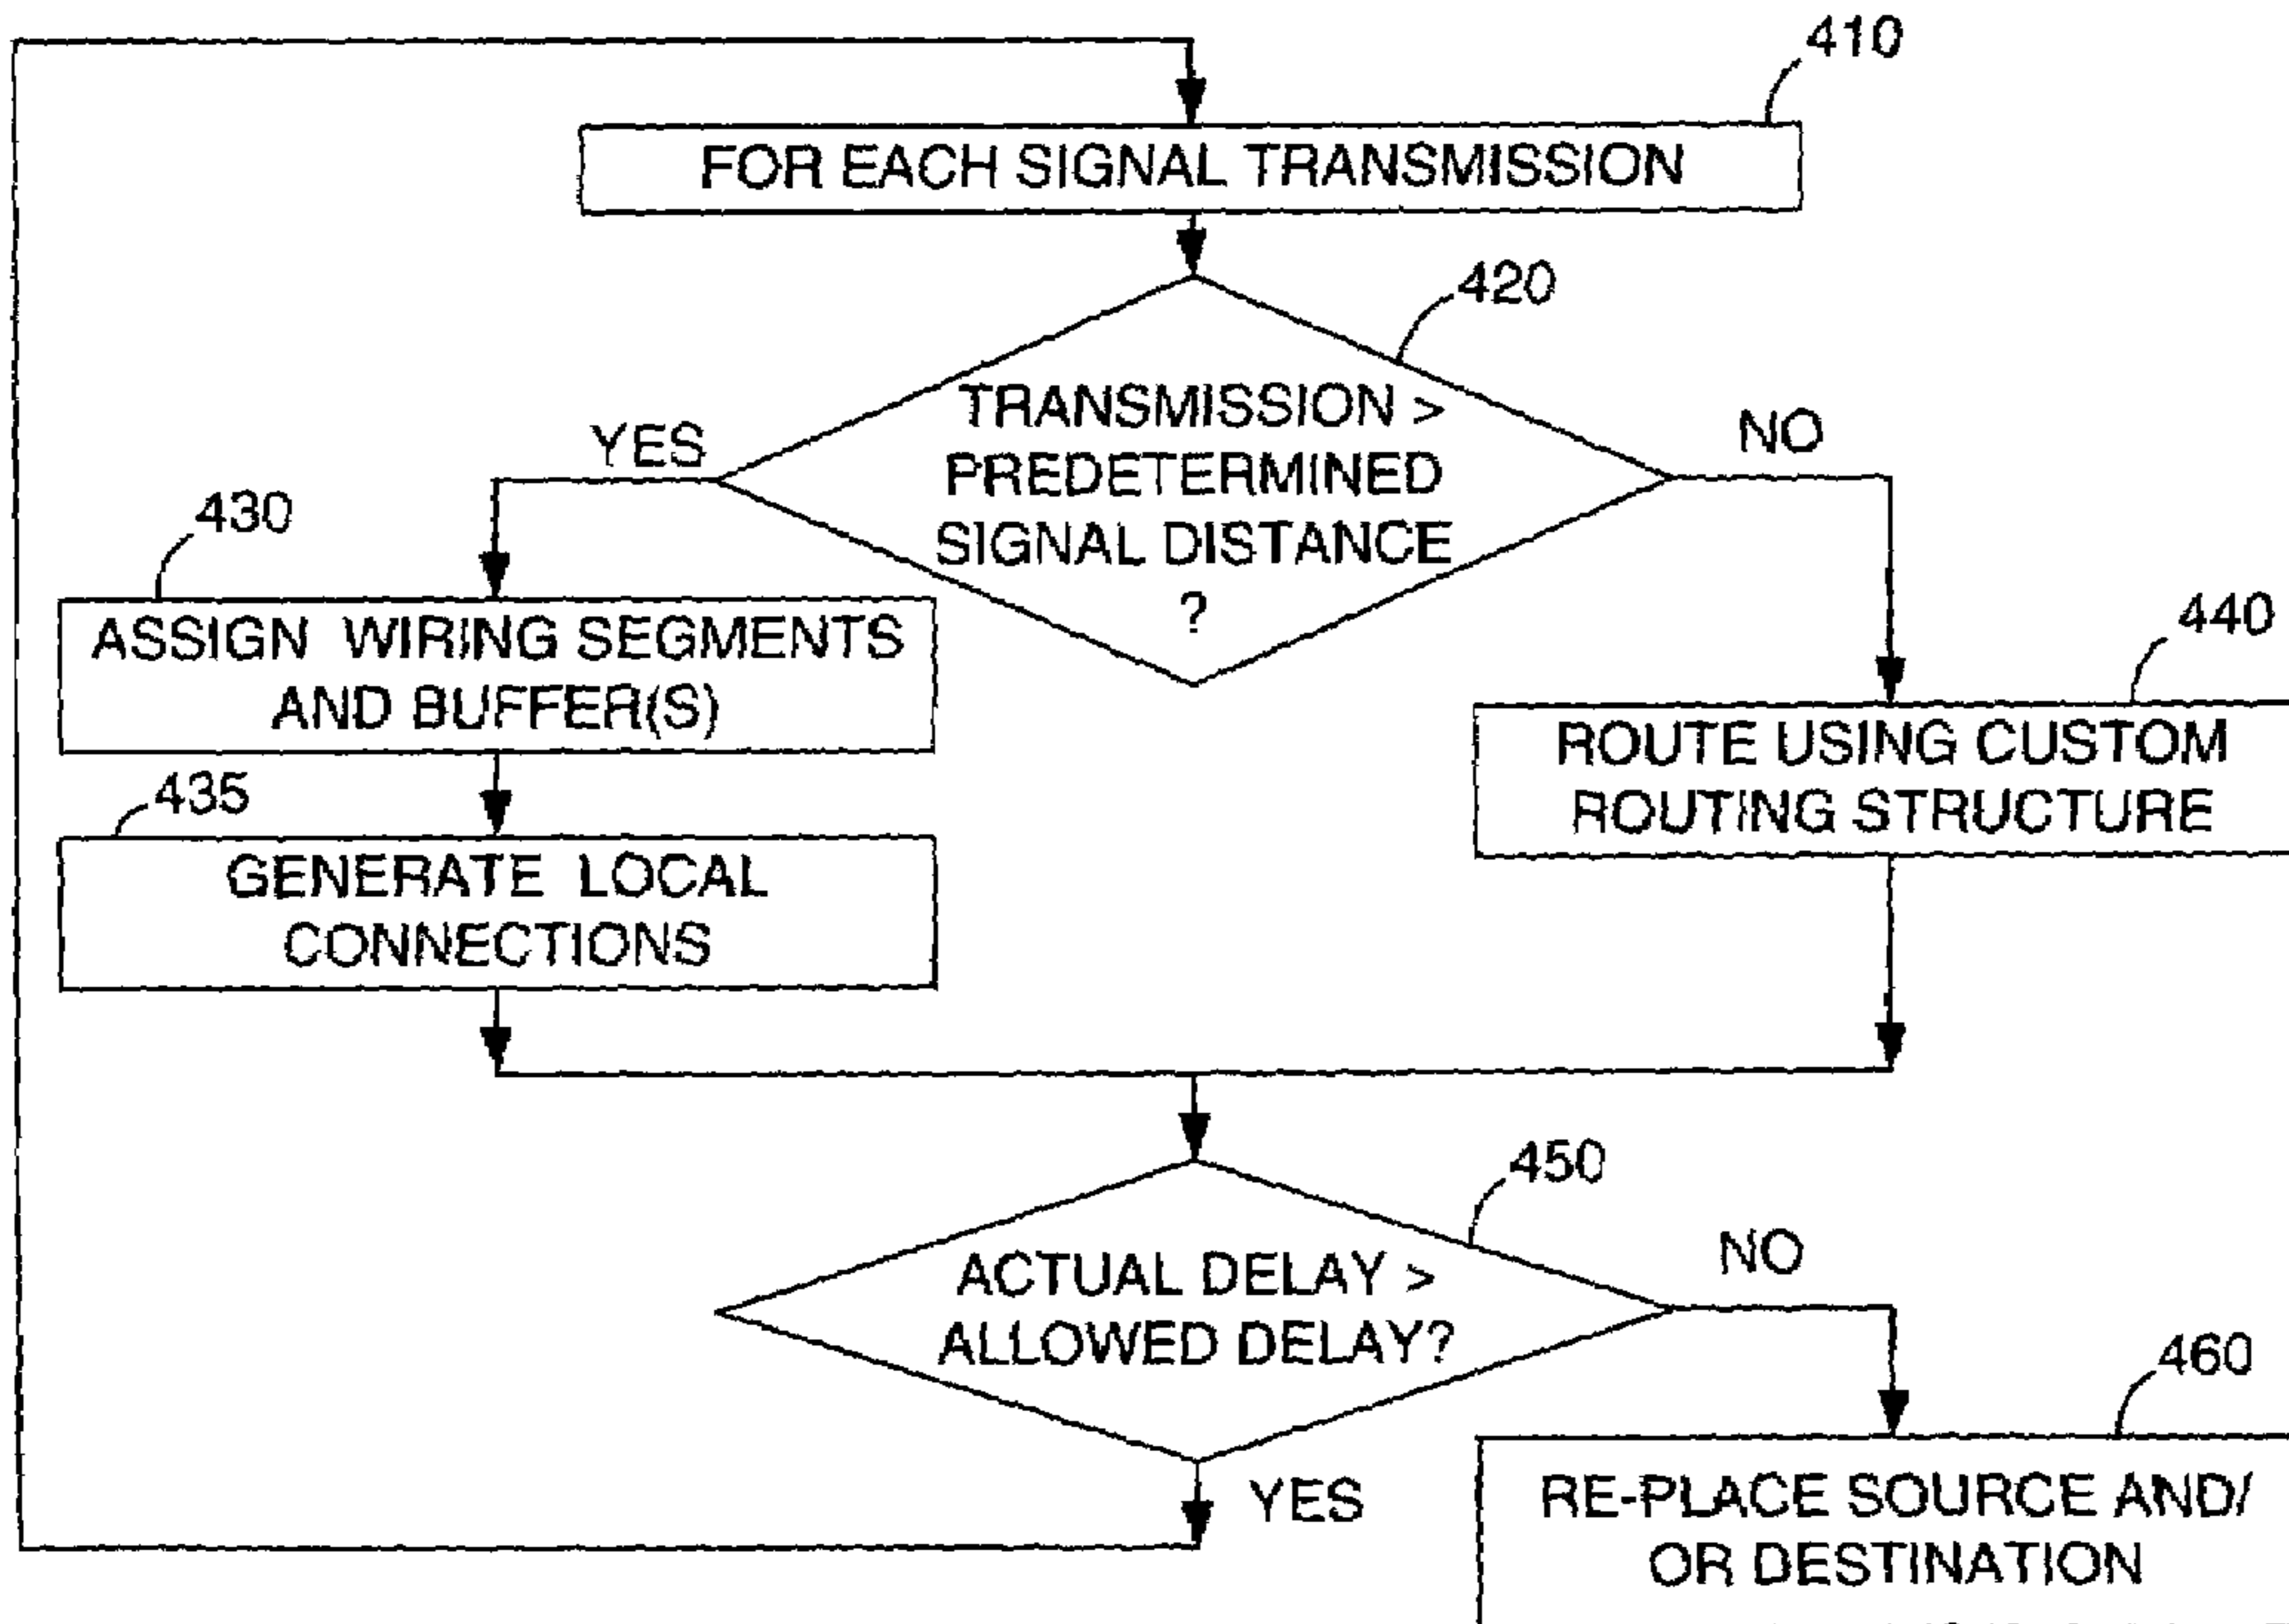 410
FOR EACH SIGNAL TRANSMISSION
420
TRANSMISSION >
PREDETERMINED
SIGNAL DISTANCE
?
YES
NO
430
ASSIGN WIRING SEGMENTS
AND BUFFER(S)
440
ROUTE USING CUSTOM
ROUTING STRUCTURE
435
GENERATE LOCAL
CONNECTIONS
450
ACTUAL DELAY >
ALLOWED DELAY?
NO
YES
460
RE-PLACE SOURCE AND/
OR DESTINATION